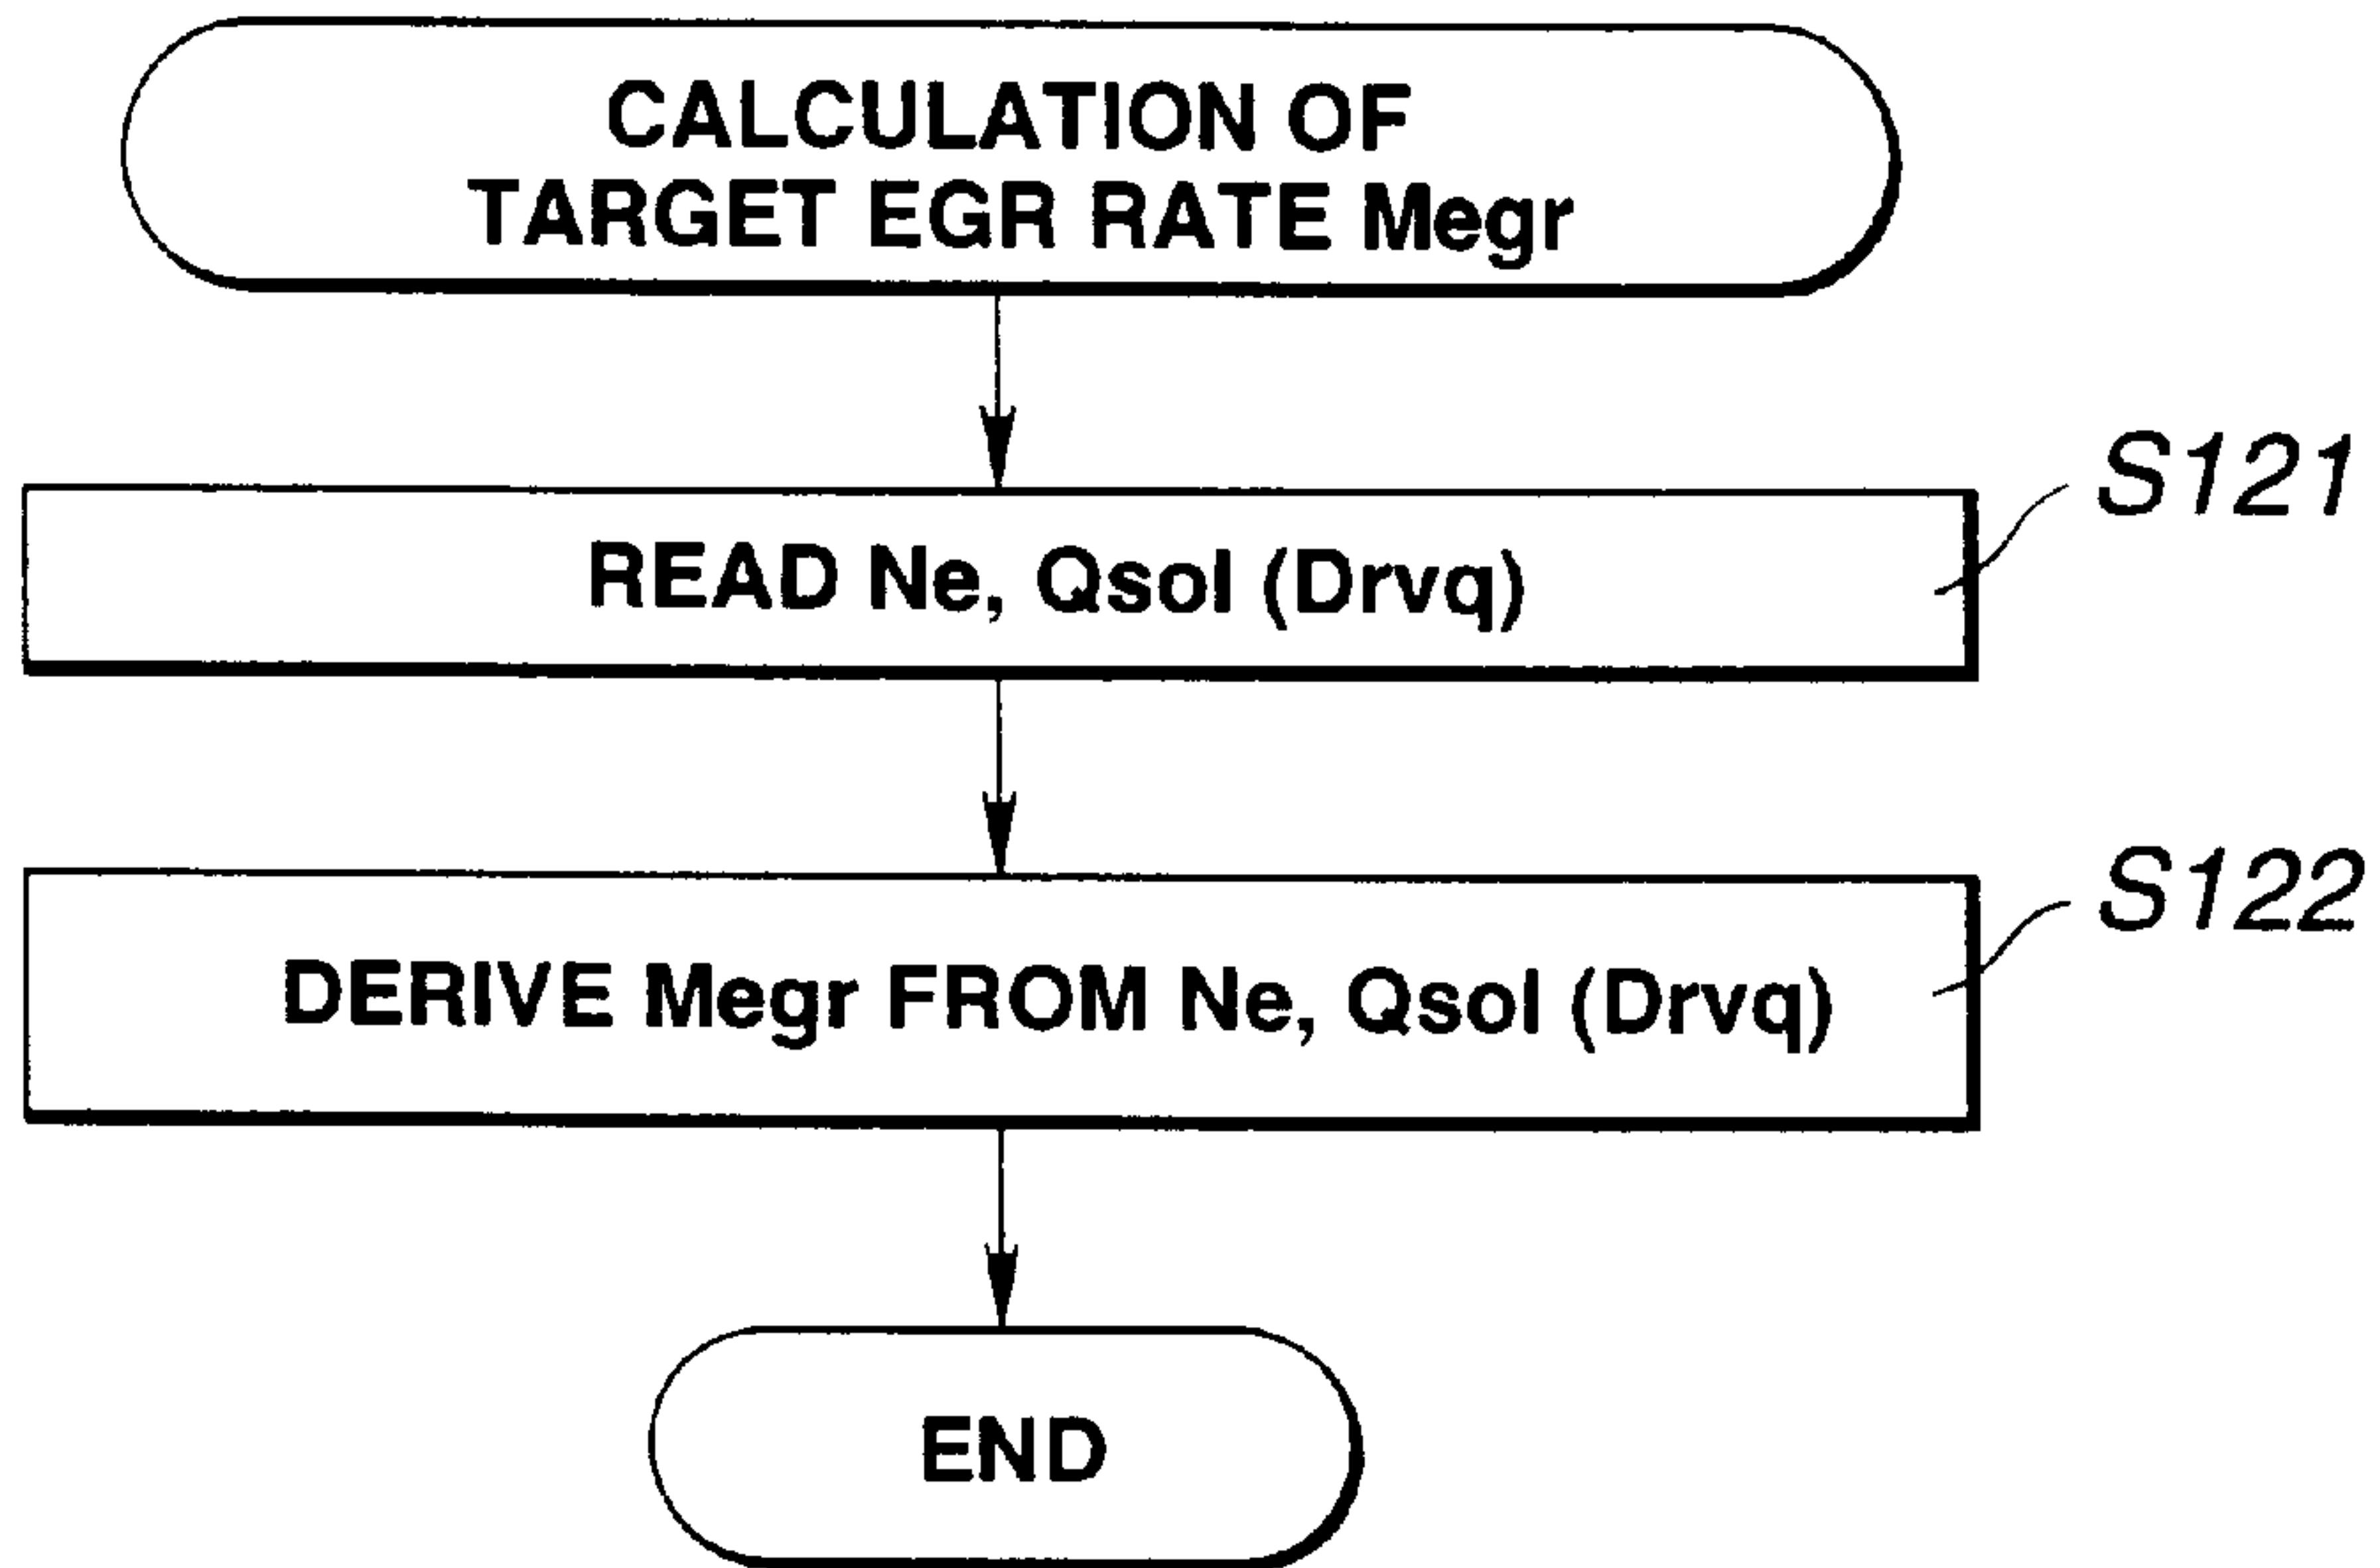 CALCULATION OF
TARGET EGR RATE Megr
READ Ne, Qsol (Drvq)
S121
DERIVE Megr FROM Ne, Qsol (Drvq)
S122
END